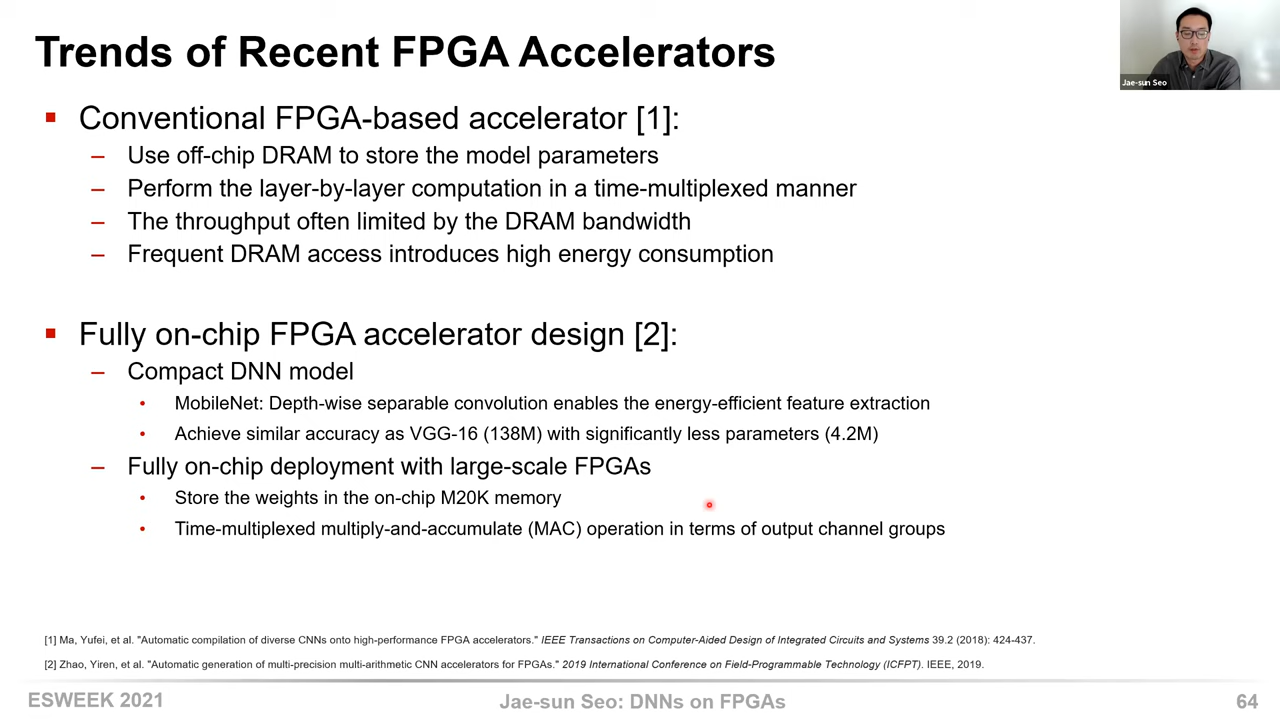 Trends of Recent FPGA Accelerators
Jae-sun Seo
▪ Conventional FPGA-based accelerator [1]:
– Use off-chip DRAM to store the model parameters
– Perform the layer-by-layer computation in a time-multiplexed manner
– The throughput often limited by the DRAM bandwidth
– Frequent DRAM access introduces high energy consumption
▪ Fully on-chip FPGA accelerator design [2]:
– Compact DNN model
• MobileNet: Depth-wise separable convolution enables the energy-efficient feature extraction
• Achieve similar accuracy as VGG-16 (138M) with significantly less parameters (4.2M)
– Fully on-chip deployment with large-scale FPGAs
• Store the weights in the on-chip M20K memory
• Time-multiplexed multiply-and-accumulate (MAC) operation in terms of output channel groups
[1] Ma, Yufei, et al. "Automatic compilation of diverse CNNs onto high-performance FPGA accelerators." IEEE Transactions on Computer-Aided Design of Integrated Circuits and Systems 39.2 (2018): 424-437.
[2] Zhao, Yiren, et al. "Automatic generation of multi-precision multi-arithmetic CNN accelerators for FPGAs." 2019 International Conference on Field-Programmable Technology (ICFPT). IEEE, 2019.
ESWEEK 2021
Jae-sun Seo: DNNs on FPGAs
64